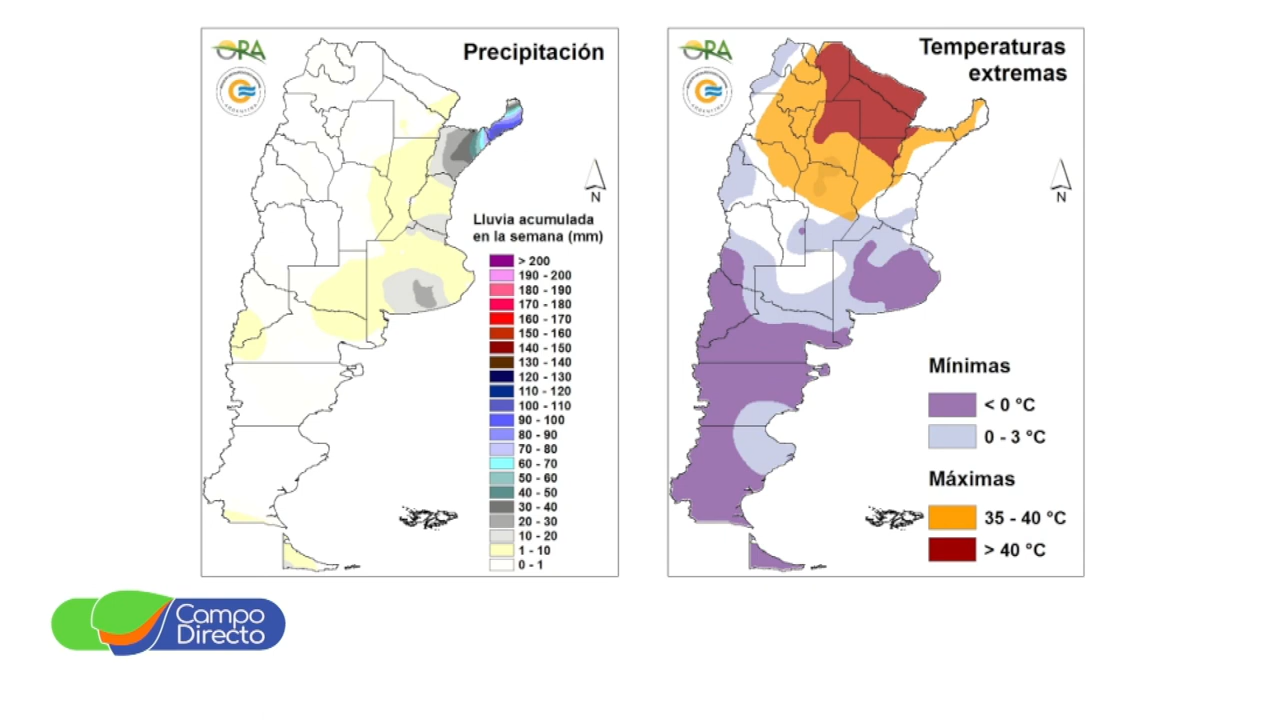 ORA
ARGENTINA
Precipitación
N
Lluvia acumulada
en la semana (mm)
> 200
190 - 200
180 - 190
170 - 180
160 - 170
150 - 160
140 - 150
130 - 140
120 - 130
110 - 120
100 - 110
90 - 100
80 - 90
70 - 80
60 - 70
50 - 60
40 - 50
30 - 40
20 - 30
10 - 20
1 - 10
0 - 1
ORA
ARGENTINA
Temperaturas
extremas
N
Mínimas
< 0 °C
0 - 3 °C
Máximas
35 - 40 °C
> 40 °C
Campo
Directo